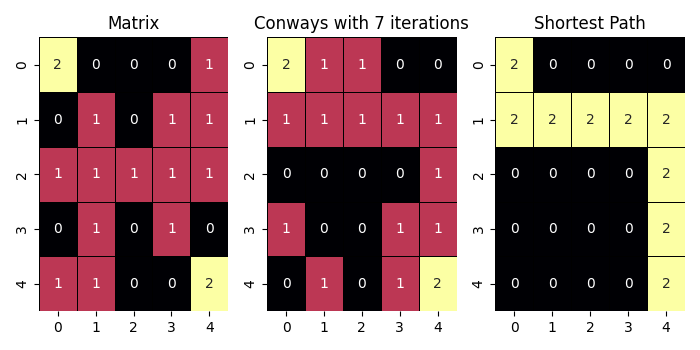 Matrix Conways with 7 iterations Shortest Path
0 2 0 0 0 1 0 2 1 1 0 0 0 2 0 0 0 0
1 0 1 0 1 1 1 1 1 1 1 1 1 2 2 2 2 2
2 1 1 1 1 1 2 0 0 0 0 1 2 0 0 0 0 2
3 0 1 0 1 0 3 1 0 0 1 1 3 0 0 0 0 2
4 1 1 0 0 2 4 0 1 0 1 2 4 0 0 0 0 2
0 1 2 3 4 0 1 2 3 4 0 1 2 3 4